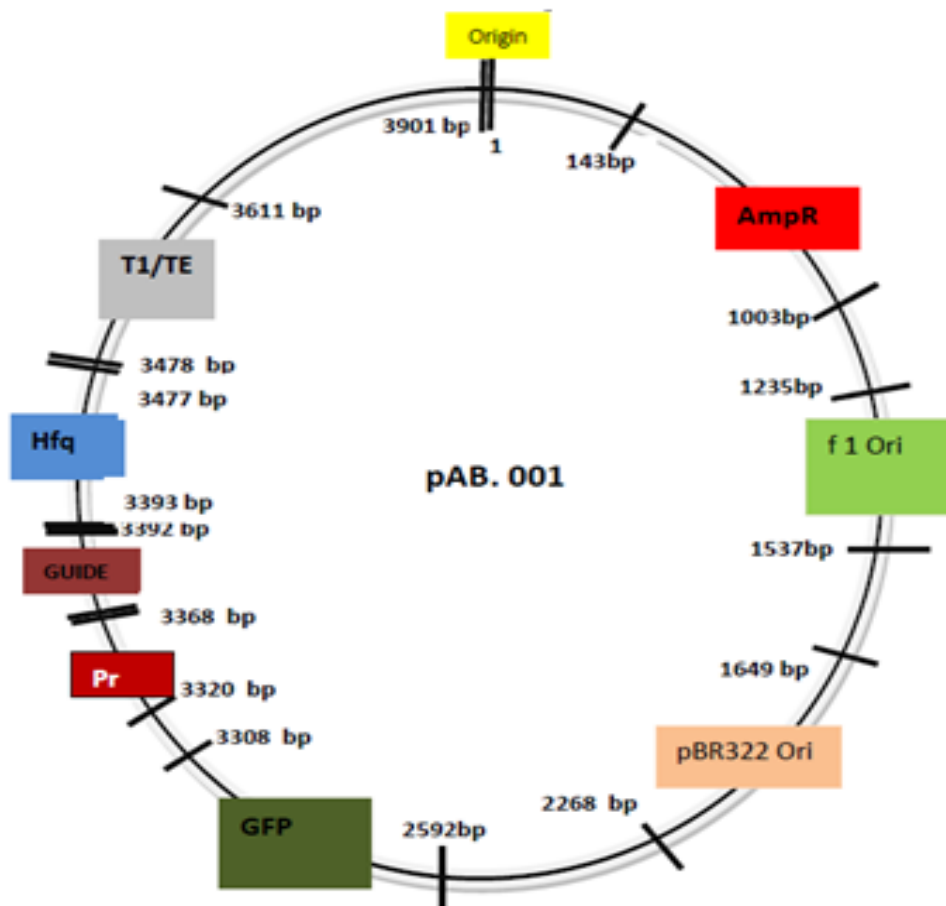 Origin
3901 bp
1
143bp
3611 bp
AmpR
T1/TE
1003bp
3478 bp
1235bp
3477 bp
Hfq
f 1 Ori
pAB. 001
3393 bp
3392 bp
1537bp
GUIDE
3368 bp
1649 bp
Pr
3320 bp
3308 bp
pBR322 Ori
2268 bp
GFP
2592bp